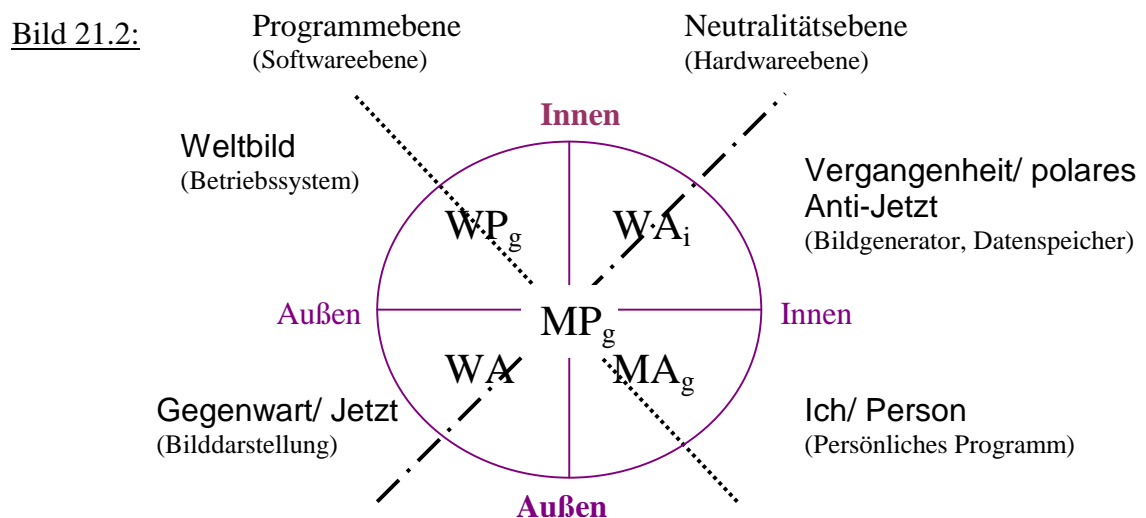 Bild 21.2:
Programmebene
(Softwareebene)
Neutralitätsebene
(Hardwareebene)
Innen
Weltbild
(Betriebssystem)
Vergangenheit/ polares
Anti-Jetzt
(Bildgenerator, Datenspeicher)
WPg
WAi
Außen
MPg
Innen
WA
MAg
Gegenwart/ Jetzt
(Bilddarstellung)
Ich/ Person
(Persönliches Programm)
Außen